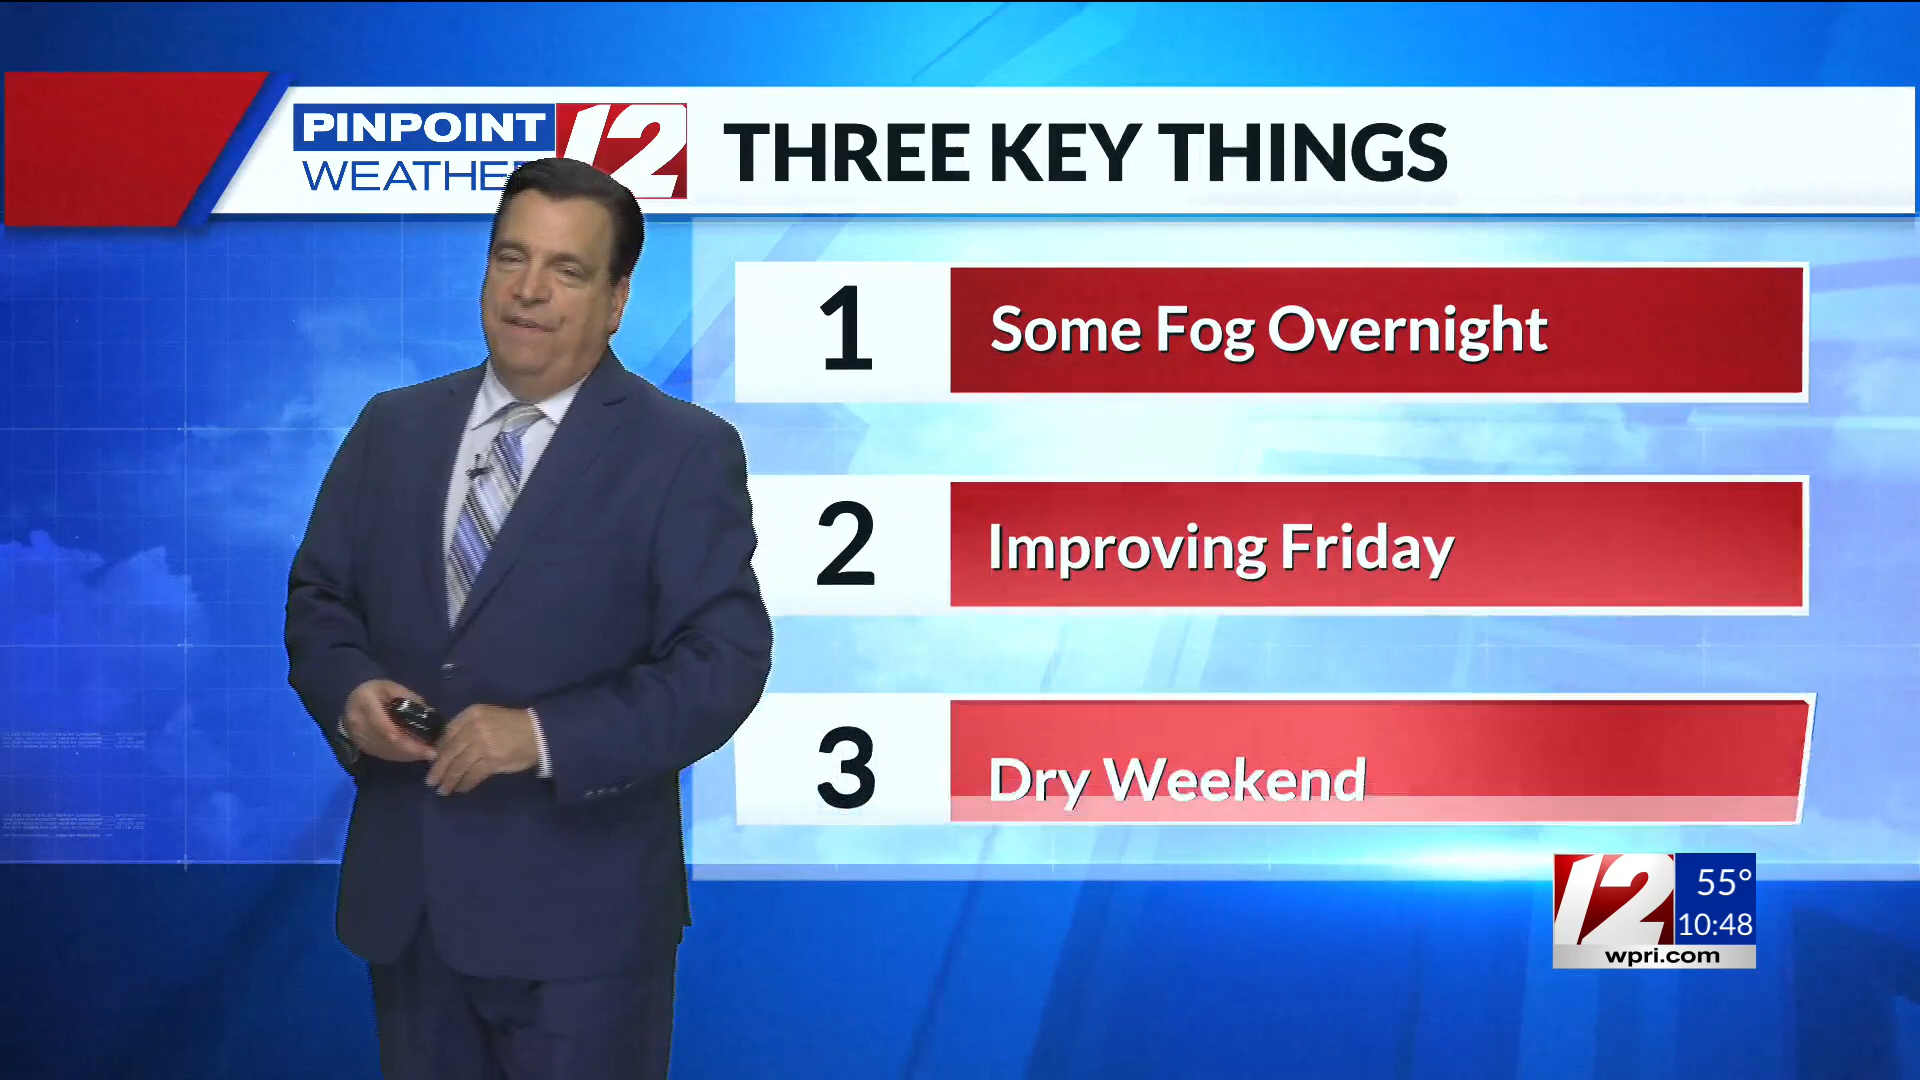 PINPOINT
WEATHE
12
THREE KEY THINGS
1
Some Fog Overnight
2
Improving Friday
3
Dry Weekend
12
55°
10:48
wpri.com